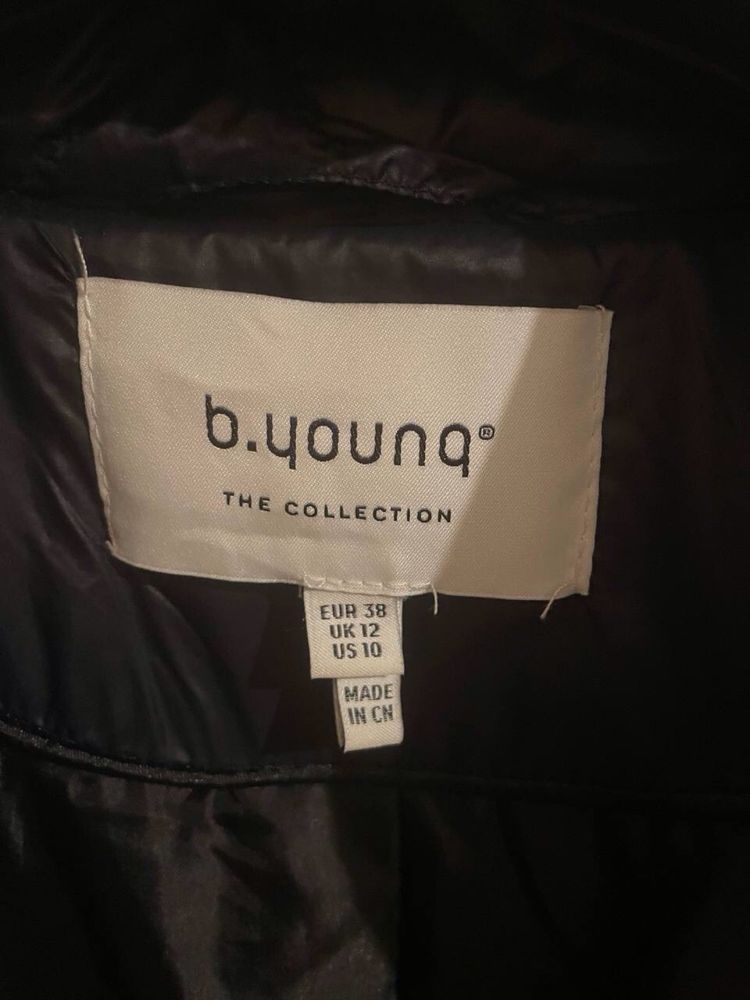 b.young®
THE COLLECTION
EUR 38
UK 12
US 10
MADE
IN CN